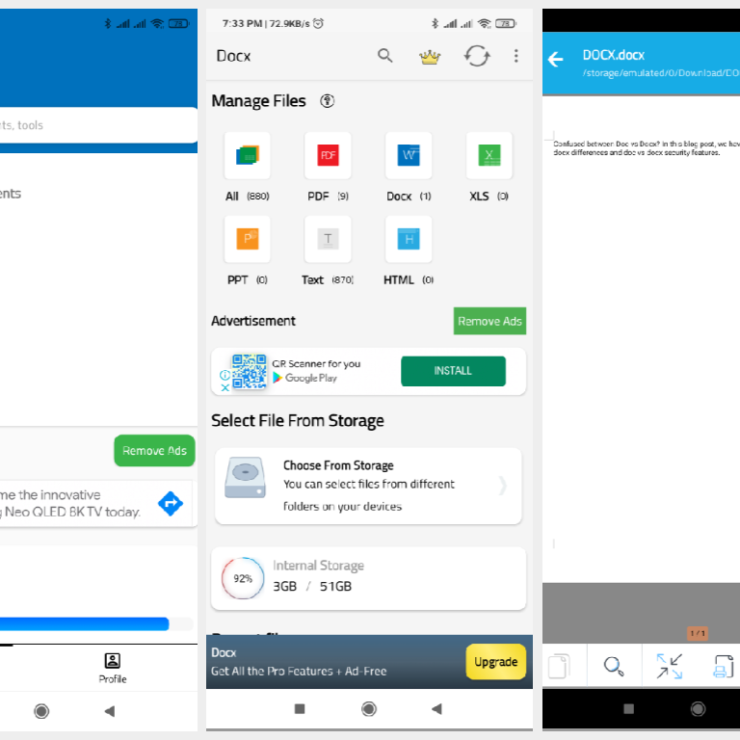 78
ts, tools
ents
Remove Ads
me the innovative
Neo QLED 8K TV today.
Profile
7:33 PM | 72.9KB/s
78
Docx
Manage Files
PDF
W
X
All (880) PDF (9) Docx (1) XLS (0)
P
T
H
PPT (0) Text (870) HTML (0)
Advertisement
Remove Ads
QR Scanner for you
Google Play
INSTALL
Select File From Storage
Choose From Storage
You can select files from different
folders on your devices
92%
Internal Storage
3GB / 51GB
Docx
Get All the Pro Features + Ad-Free
Upgrade
DOCX.docx
/storage/emulated/0/Download/DO
Confused between Doc vs Docx? In this blog post, we hav
docx differences and doc vs docx security features.
1 / 1